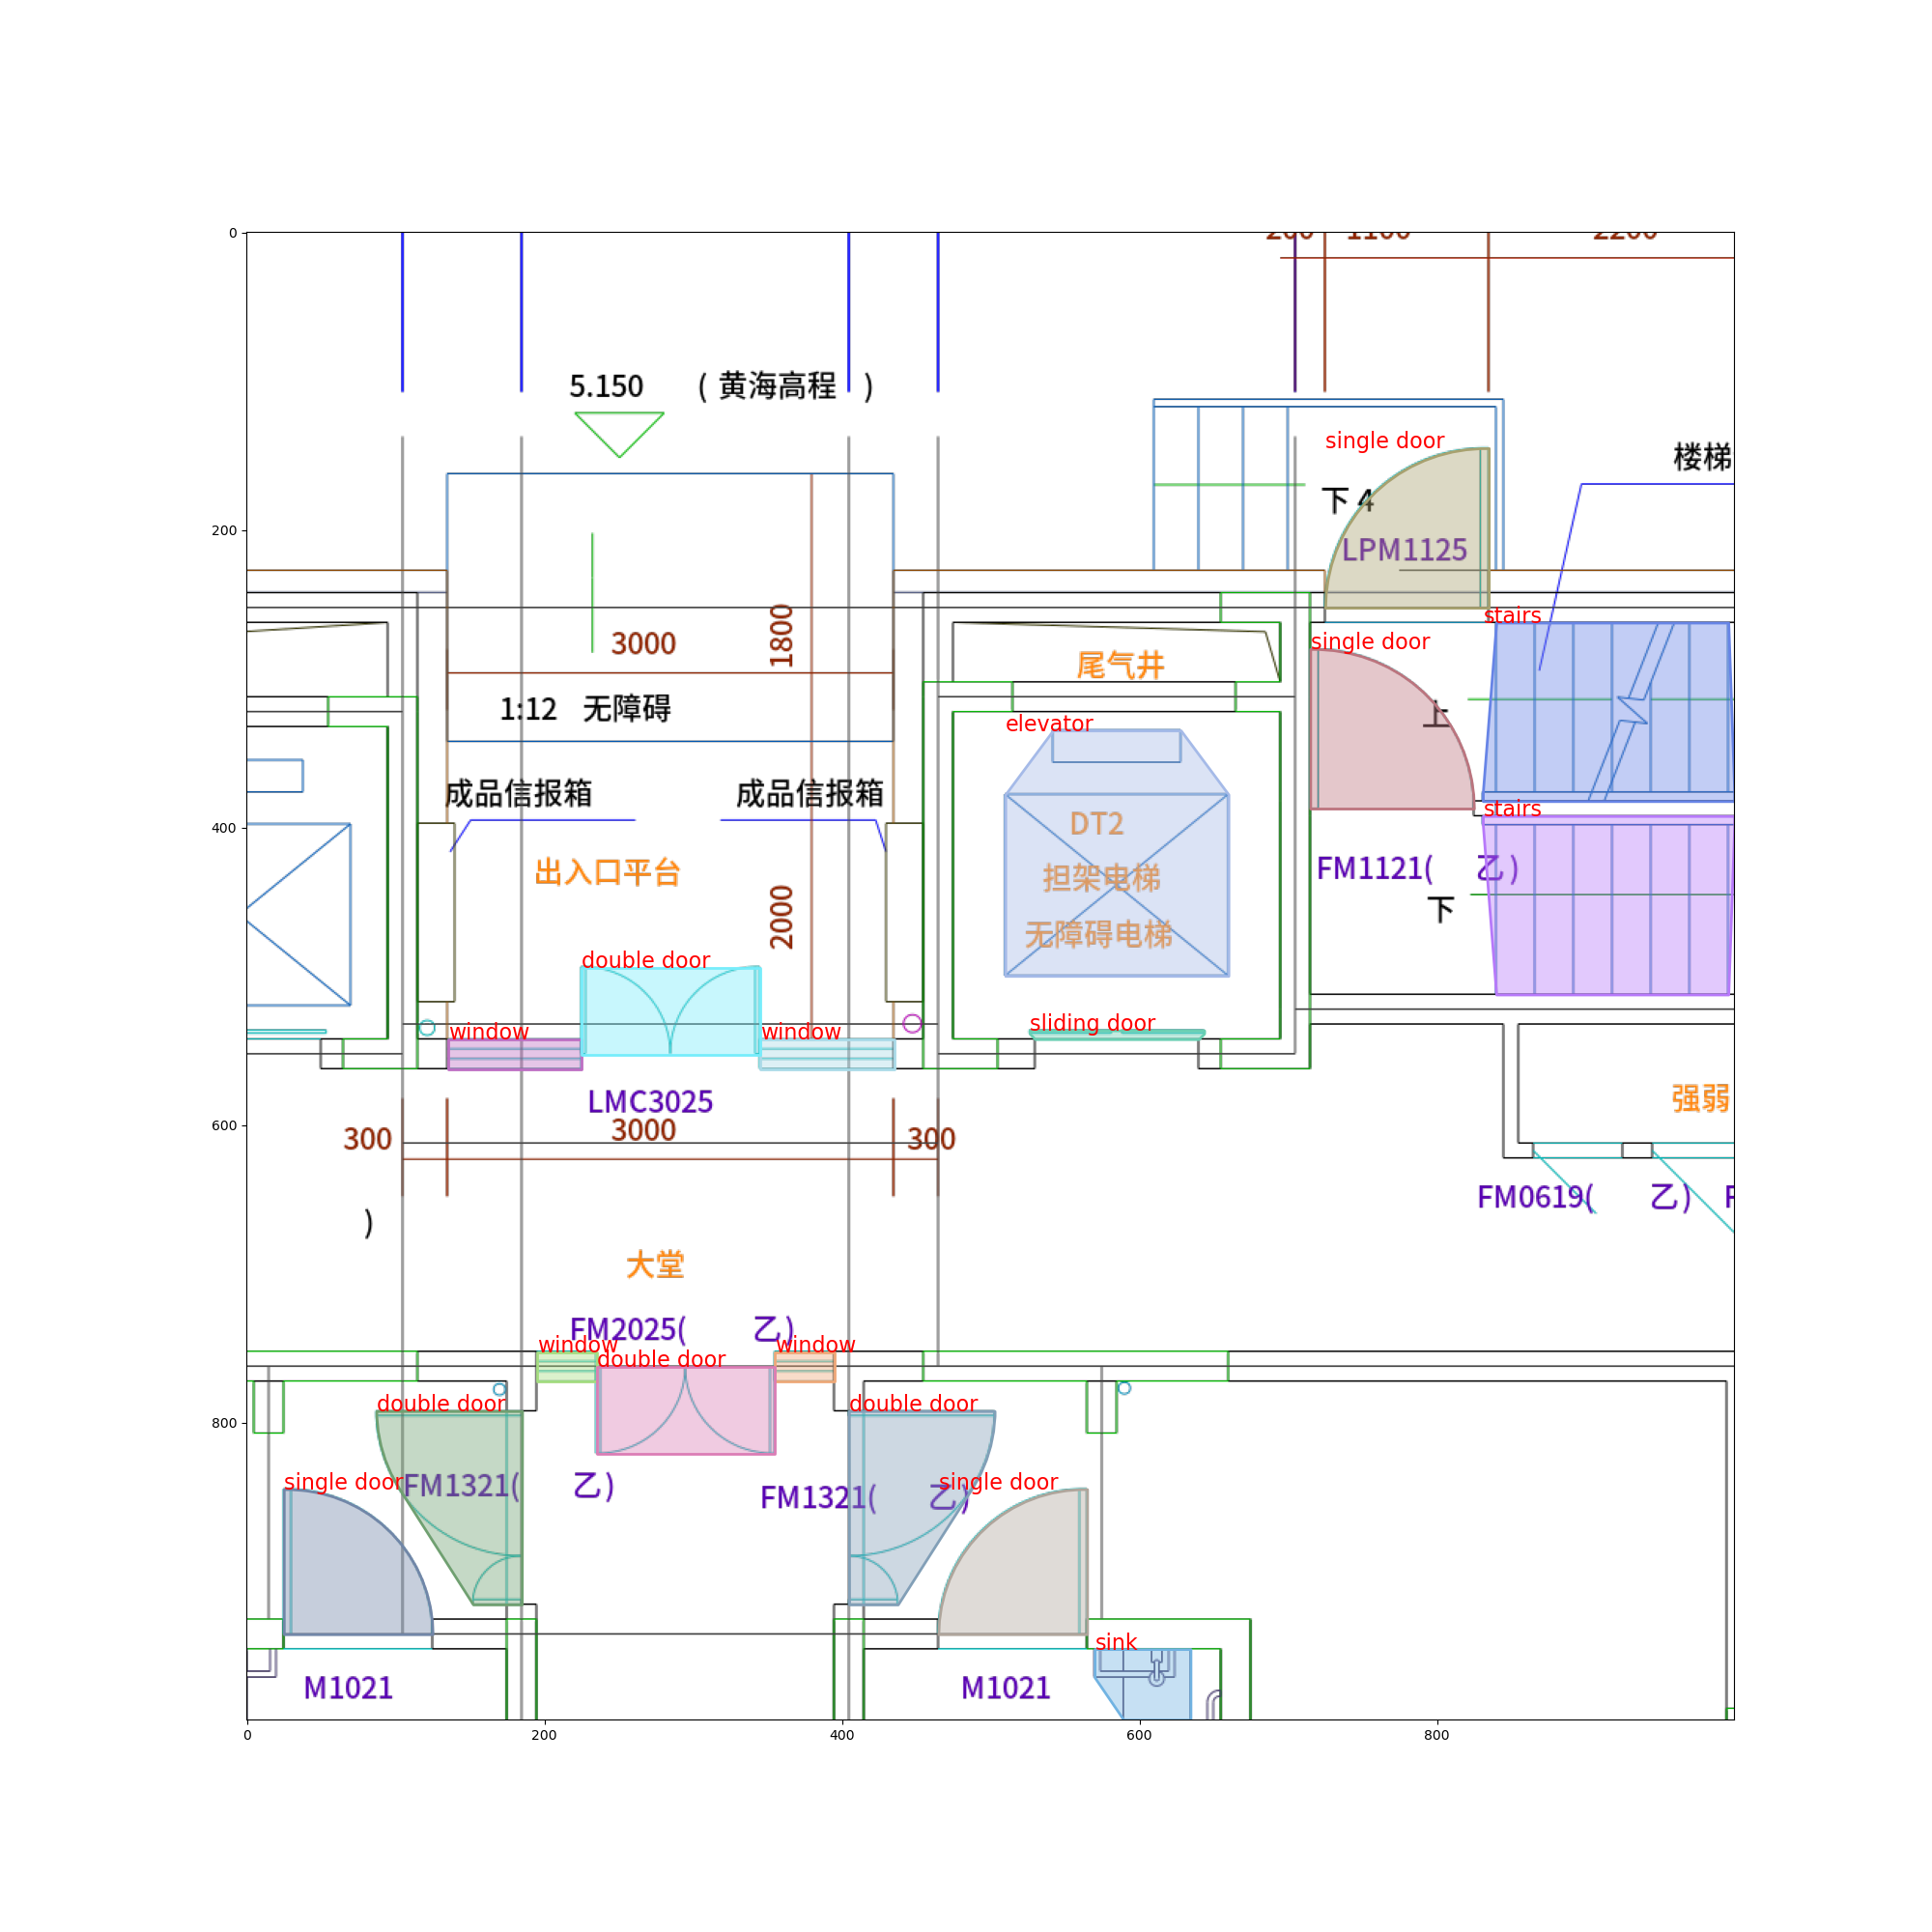 0
200
400
600
800
0
200
400
600
800
200 1100 2200
5.150 ( 黄海高程 )
single door
楼梯
下 4
LPM1125
stairs
single door
3000
1800
尾气井
1:12 无障碍
上
elevator
成品信报箱
成品信报箱
stairs
DT2
担架电梯
无障碍电梯
出入口平台
FM1121( 乙)
下
2000
double door
window
window
sliding door
LMC3025
强弱
300
3000
300
FM0619( 乙)
)
大堂
FM2025( 乙)
window
window
double door
double door
double door
single door
FM1321( 乙)
FM1321( 乙)
single door
sink
M1021
M1021